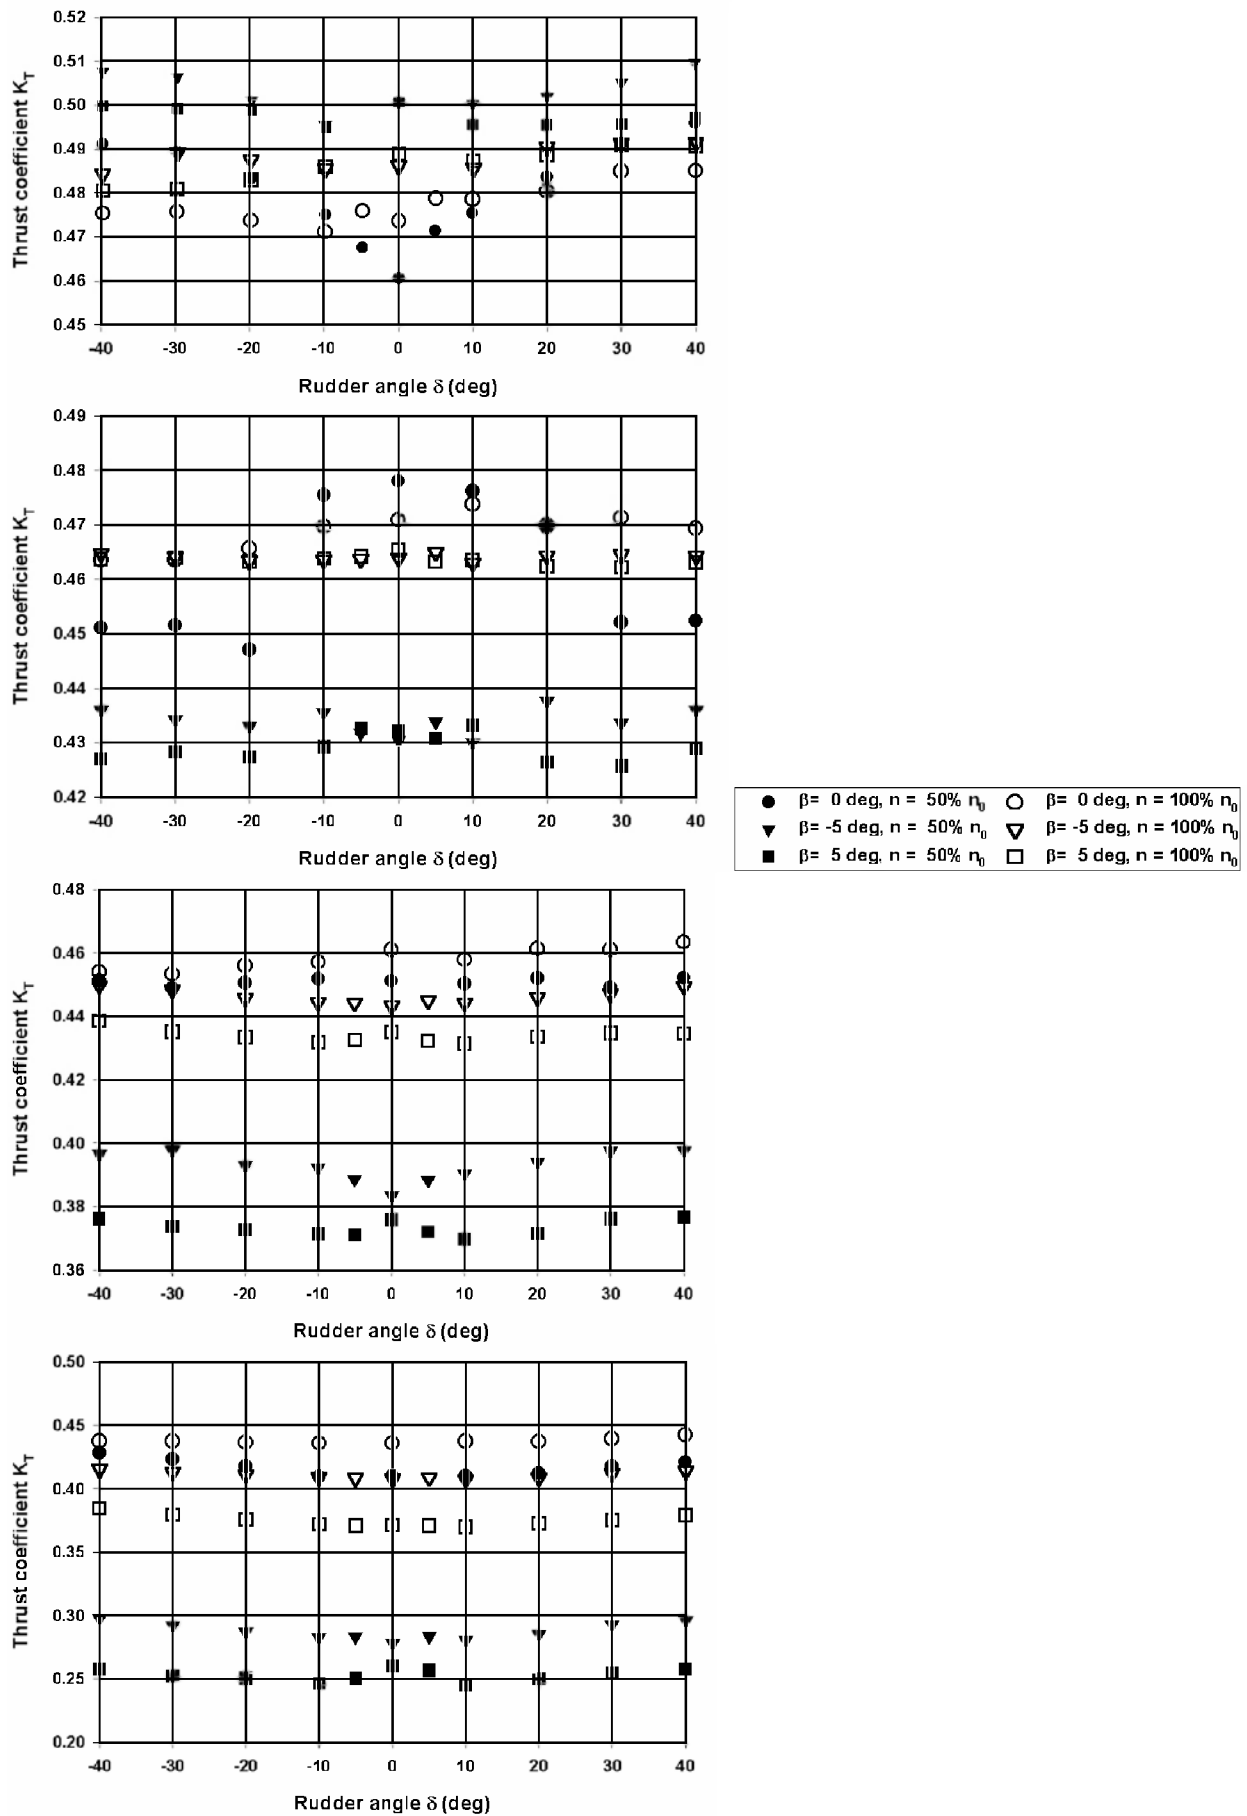 0.52
0.51
0.50
0.49
0.48
0.47
0.46
0.45
Thrust coefficient K_T
-40 -30 -20 -10 0 10 20 30 40
Rudder angle δ (deg)
0.49
0.48
0.47
0.46
0.45
0.44
0.43
0.42
Thrust coefficient K_T
-40 -30 -20 -10 0 10 20 30 40
Rudder angle δ (deg)
β= 0 deg, n = 50% n₀ β= 0 deg, n = 100% n₀
β= -5 deg, n = 50% n₀ β= -5 deg, n = 100% n₀
β= 5 deg, n = 50% n₀ β= 5 deg, n = 100% n₀
0.48
0.46
0.44
0.42
0.40
0.38
0.36
Thrust coefficient K_T
-40 -30 -20 -10 0 10 20 30 40
Rudder angle δ (deg)
0.50
0.45
0.40
0.35
0.30
0.25
0.20
Thrust coefficient K_T
-40 -30 -20 -10 0 10 20 30 40
Rudder angle δ (deg)